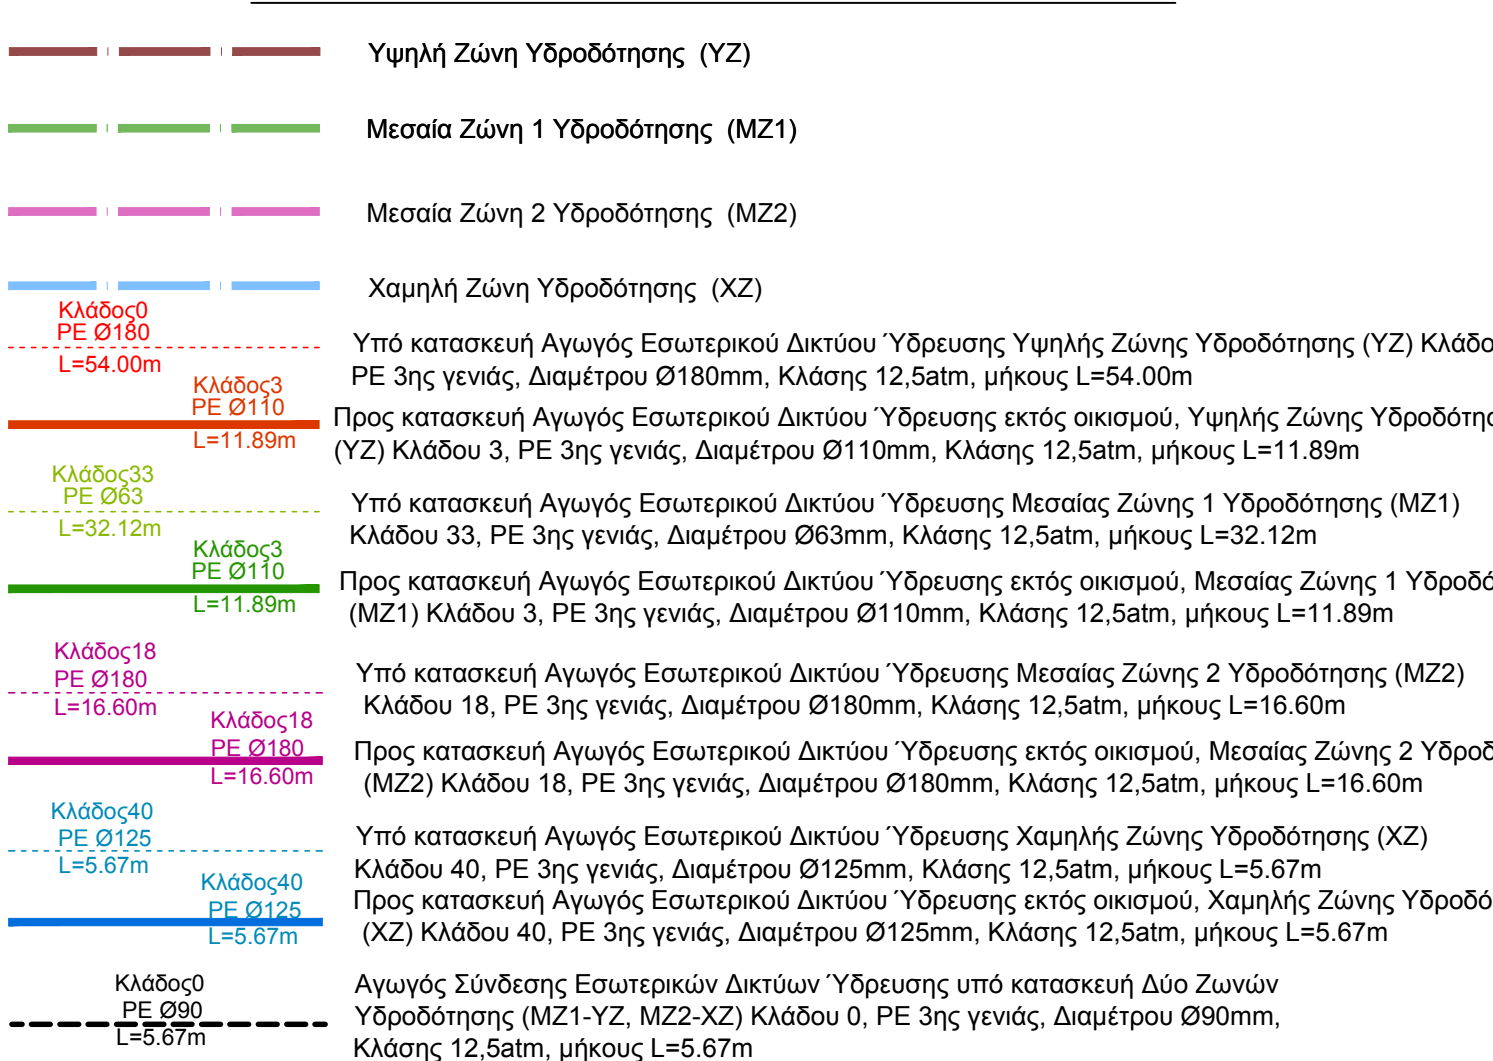 Υψηλή Ζώνη Υδροδότησης (ΥΖ)
Μεσαία Ζώνη 1 Υδροδότησης (ΜΖ1)
Μεσαία Ζώνη 2 Υδροδότησης (ΜΖ2)
Χαμηλή Ζώνη Υδροδότησης (ΧΖ)
Κλάδος0
PE Ø180
L=54.00m
Υπό κατασκευή Αγωγός Εσωτερικού Δικτύου Ύδρευσης Υψηλής Ζώνης Υδροδότησης (ΥΖ)
PE 3ης γενιάς, Διαμέτρου Ø180mm, Κλάσης 12,5atm, μήκους L=54.00m
Κλάδος3
PE Ø110
L=11.89m
Προς κατασκευή Αγωγός Εσωτερικού Δικτύου Ύδρευσης εκτός οικισμού, Υψηλής Ζώνης
(ΥΖ) Κλάδου 3, PE 3ης γενιάς, Διαμέτρου Ø110mm, Κλάσης 12,5atm, μήκους L=11.89m
Κλάδος33
PE Ø63
L=32.12m
Υπό κατασκευή Αγωγός Εσωτερικού Δικτύου Ύδρευσης Μεσαίας Ζώνης 1 Υδροδότησης (ΜΖ1)
Κλάδου 33, PE 3ης γενιάς, Διαμέτρου Ø63mm, Κλάσης 12,5atm, μήκους L=32.12m
Κλάδος3
PE Ø110
L=11.89m
Προς κατασκευή Αγωγός Εσωτερικού Δικτύου Ύδρευσης εκτός οικισμού, Μεσαίας Ζώνης 1
(ΜΖ1) Κλάδου 3, PE 3ης γενιάς, Διαμέτρου Ø110mm, Κλάσης 12,5atm, μήκους L=11.89m
Κλάδος18
PE Ø180
L=16.60m
Υπό κατασκευή Αγωγός Εσωτερικού Δικτύου Ύδρευσης Μεσαίας Ζώνης 2 Υδροδότησης (ΜΖ2)
Κλάδου 18, PE 3ης γενιάς, Διαμέτρου Ø180mm, Κλάσης 12,5atm, μήκους L=16.60m
Κλάδος18
PE Ø180
L=16.60m
Προς κατασκευή Αγωγός Εσωτερικού Δικτύου Ύδρευσης εκτός οικισμού, Μεσαίας Ζώνης 2
(ΜΖ2) Κλάδου 18, PE 3ης γενιάς, Διαμέτρου Ø180mm, Κλάσης 12,5atm, μήκους L=16.60m
Κλάδος40
PE Ø125
L=5.67m
Υπό κατασκευή Αγωγός Εσωτερικού Δικτύου Ύδρευσης Χαμηλής Ζώνης Υδροδότησης (ΧΖ)
Κλάδου 40, PE 3ης γενιάς, Διαμέτρου Ø125mm, Κλάσης 12,5atm, μήκους L=5.67m
Κλάδος40
PE Ø125
L=5.67m
Προς κατασκευή Αγωγός Εσωτερικού Δικτύου Ύδρευσης εκτός οικισμού, Χαμηλής Ζώνης
(ΧΖ) Κλάδου 40, PE 3ης γενιάς, Διαμέτρου Ø125mm, Κλάσης 12,5atm, μήκους L=5.67m
Κλάδος0
PE Ø90
L=5.67m
Αγωγός Σύνδεσης Εσωτερικών Δικτύων Ύδρευσης υπό κατασκευή Δύο Ζωνών
Υδροδότησης (ΜΖ1-ΥΖ, ΜΖ2-ΧΖ) Κλάδου 0, PE 3ης γενιάς, Διαμέτρου Ø90mm,
Κλάσης 12,5atm, μήκους L=5.67m